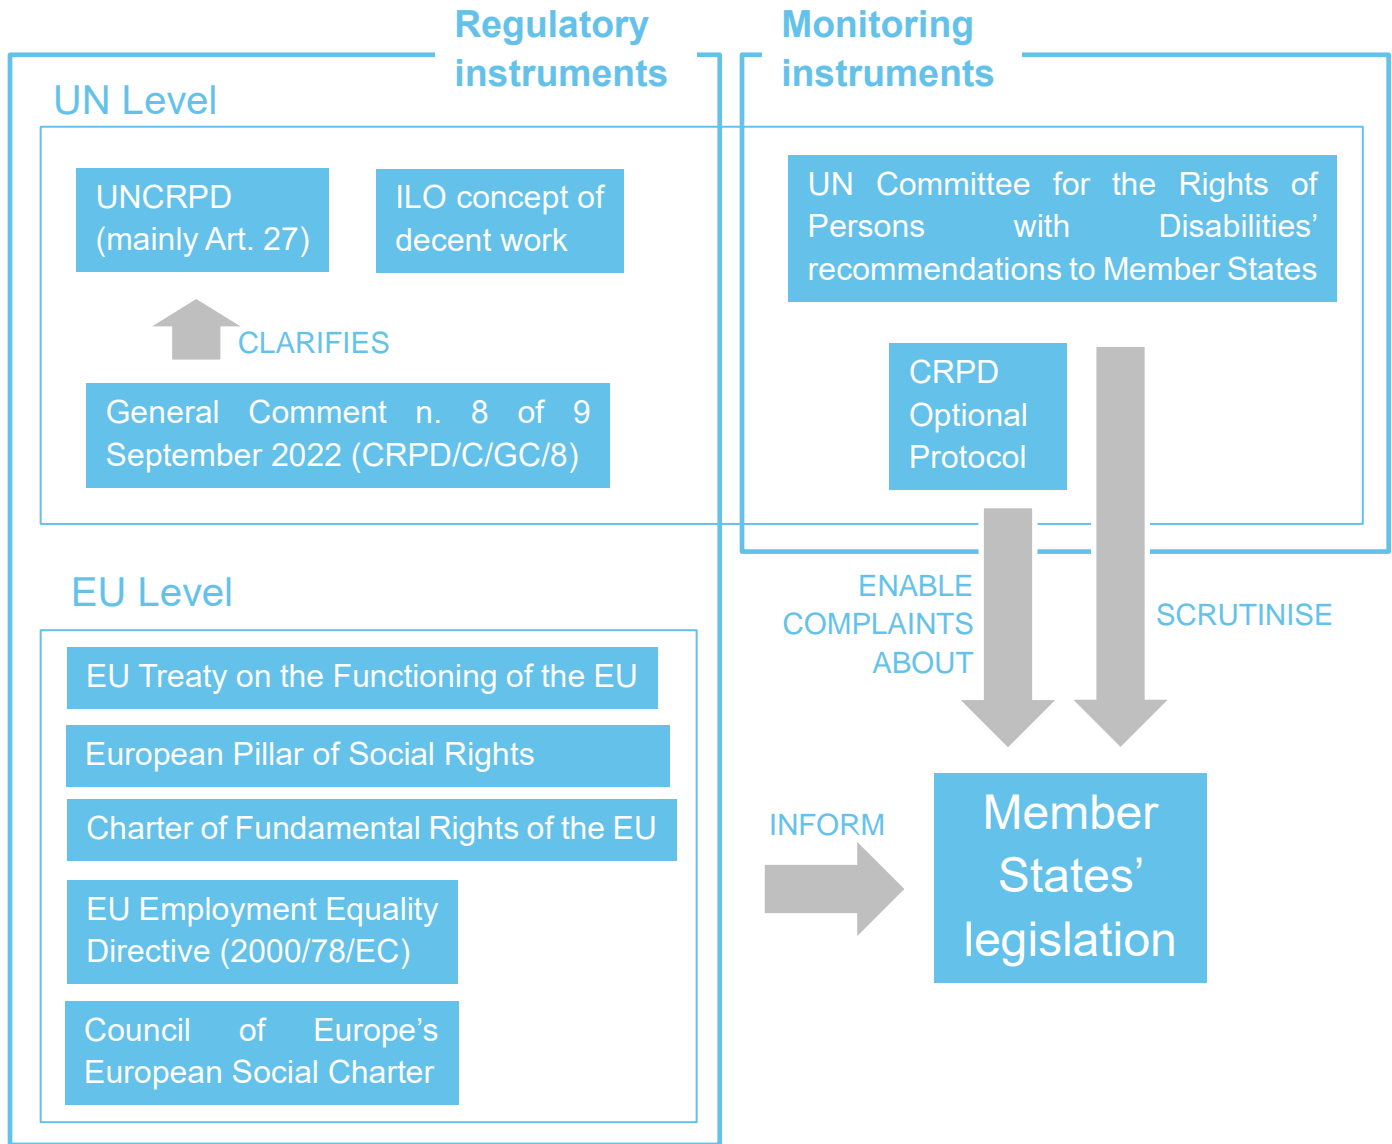 Regulatory
instruments
Monitoring
instruments
UN Level
UNCRPD
(mainly Art. 27)
ILO concept of
decent work
CLARIFIES
General Comment n. 8 of 9
September 2022 (CRPD/C/GC/8)
UN Committee for the Rights of
Persons with Disabilities’
recommendations to Member States
CRPD
Optional
Protocol
ENABLE
COMPLAINTS
ABOUT
SCRUTINISE
EU Level
EU Treaty on the Functioning of the EU
European Pillar of Social Rights
Charter of Fundamental Rights of the EU
EU Employment Equality
Directive (2000/78/EC)
Council of Europe’s
European Social Charter
INFORM
Member
States’
legislation